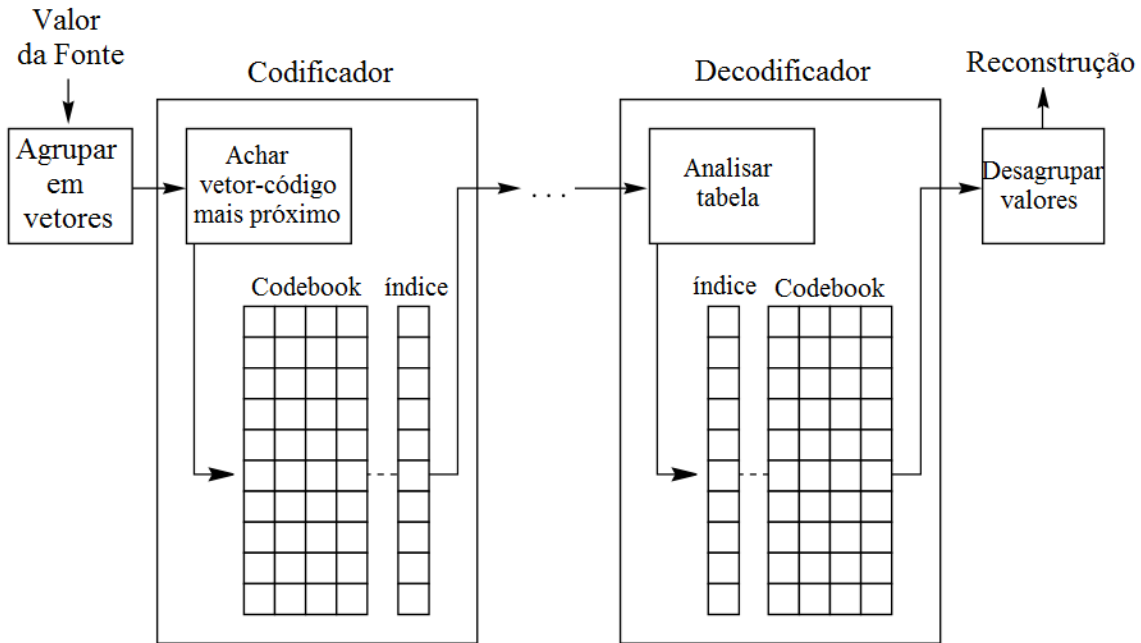 Valor
da Fonte
Agrupar
em
vetores
Codificador
Achar
vetor-código
mais próximo
Codebook
índice
. . .
Decodificador
Analisar
tabela
índice
Codebook
Reconstrução
Desagrupar
valores